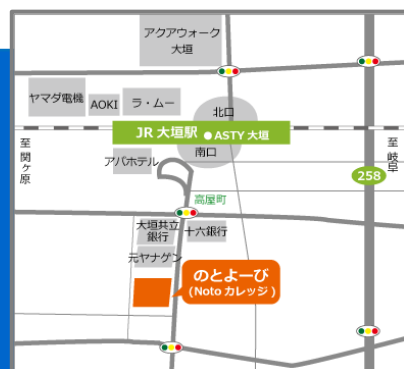 アクアウォーク
大垣
ヤマダ電機
AOKI
ラ・ムー
北口
JR 大垣駅
ASTY 大垣
南口
至 関ヶ原
至 岐阜
アパホテル
258
高屋町
大垣共立
銀行
十六銀行
元ヤナゲン
のとよーび
(Noto カレッジ)